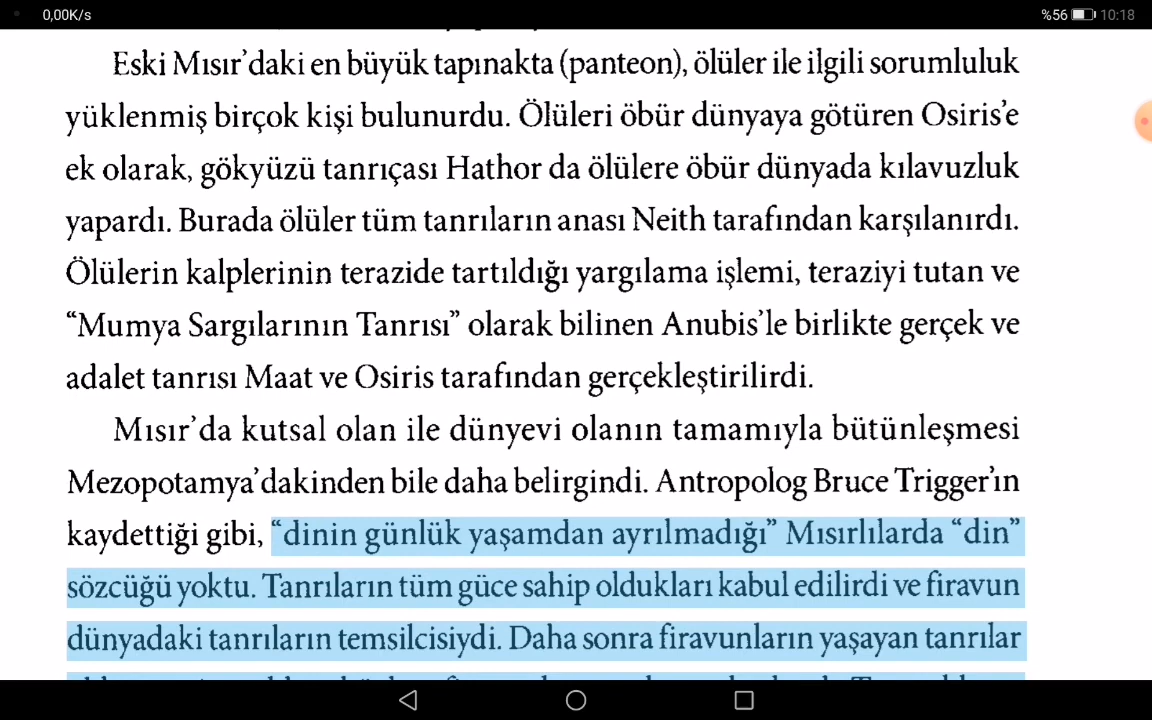 0,00K/s
%56 10:18
Eski Mısır’daki en büyük tapınakta (panteon), ölüler ile ilgili sorumluluk
yüklenmiş birçok kişi bulunurdu. Ölüleri öbür dünyaya götüren Osiris’e
ek olarak, gökyüzü tanrıçası Hathor da ölülere öbür dünyada kılavuzluk
yapardı. Burada ölüler tüm tanrıların anası Neith tarafından karşılanırdı.
Ölülerin kalplerinin terazide tartıldığı yargılama işlemi, teraziyi tutan ve
“Mumya Sargılarının Tanrısı” olarak bilinen Anubis’le birlikte gerçek ve
adalet tanrısı Maat ve Osiris tarafından gerçekleştirilirdi.
Mısır’da kutsal olan ile dünyevi olanın tamamıyla bütünleşmesi
Mezopotamya’dakinden bile daha belirgindi. Antropolog Bruce Trigger’ın
kaydettiği gibi, “dinin günlük yaşamdan ayrılmadığı” Mısırlılarda “din”
sözcüğü yoktu. Tanrıların tüm güce sahip oldukları kabul edilirdi ve firavun
dünyadaki tanrıların temsilcisiydi. Daha sonra firavunların yaşayan tanrılar